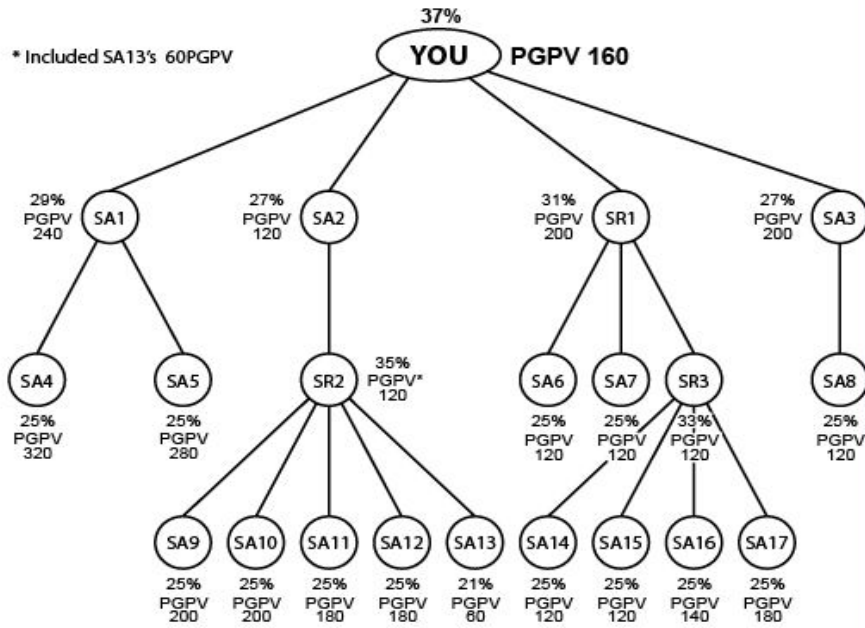 37%
* Included SA13's 60PGPV
YOU
PGPV 160
29%
PGPV
240
SA1
27%
PGPV
120
SA2
31%
PGPV
200
SR1
27%
PGPV
200
SA3
SA4
25%
PGPV
320
SA5
25%
PGPV
280
SR2
35%
PGPV*
120
SA6
25%
PGPV
120
SA7
25%
PGPV
120
SR3
33%
PGPV
120
SA8
25%
PGPV
120
SA9
25%
PGPV
200
SA10
25%
PGPV
200
SA11
25%
PGPV
180
SA12
25%
PGPV
180
SA13
21%
PGPV
60
SA14
25%
PGPV
120
SA15
25%
PGPV
120
SA16
25%
PGPV
140
SA17
25%
PGPV
180